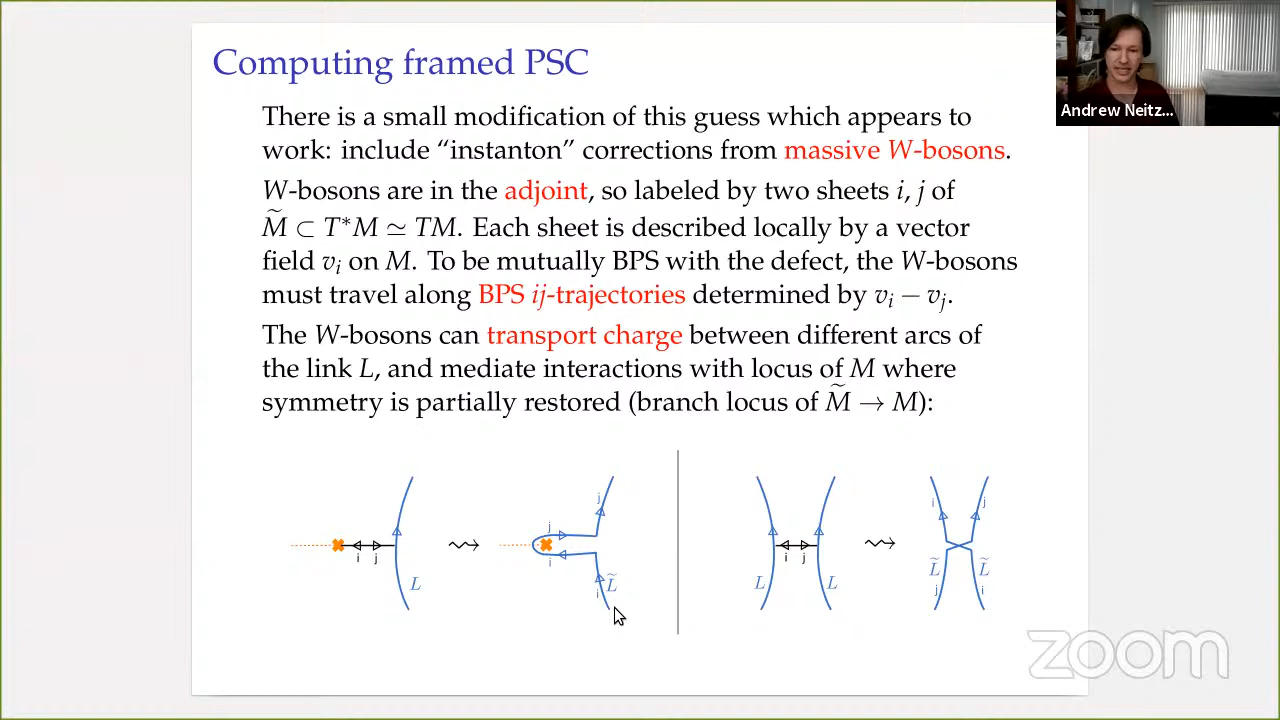 Computing framed PSC
There is a small modification of this guess which appears to
work: include “instanton” corrections from massive W-bosons.
W-bosons are in the adjoint, so labeled by two sheets i, j of
M̃ ⊂ T*M ≃ TM. Each sheet is described locally by a vector
field vᵢ on M. To be mutually BPS with the defect, the W-bosons
must travel along BPS ij-trajectories determined by vᵢ − vⱼ.
The W-bosons can transport charge between different arcs of
the link L, and mediate interactions with locus of M where
symmetry is partially restored (branch locus of M̃ → M):
i j L
j i j i L̃
L i j L
i j L̃ L̃ j i
Andrew Neitz...
zoom